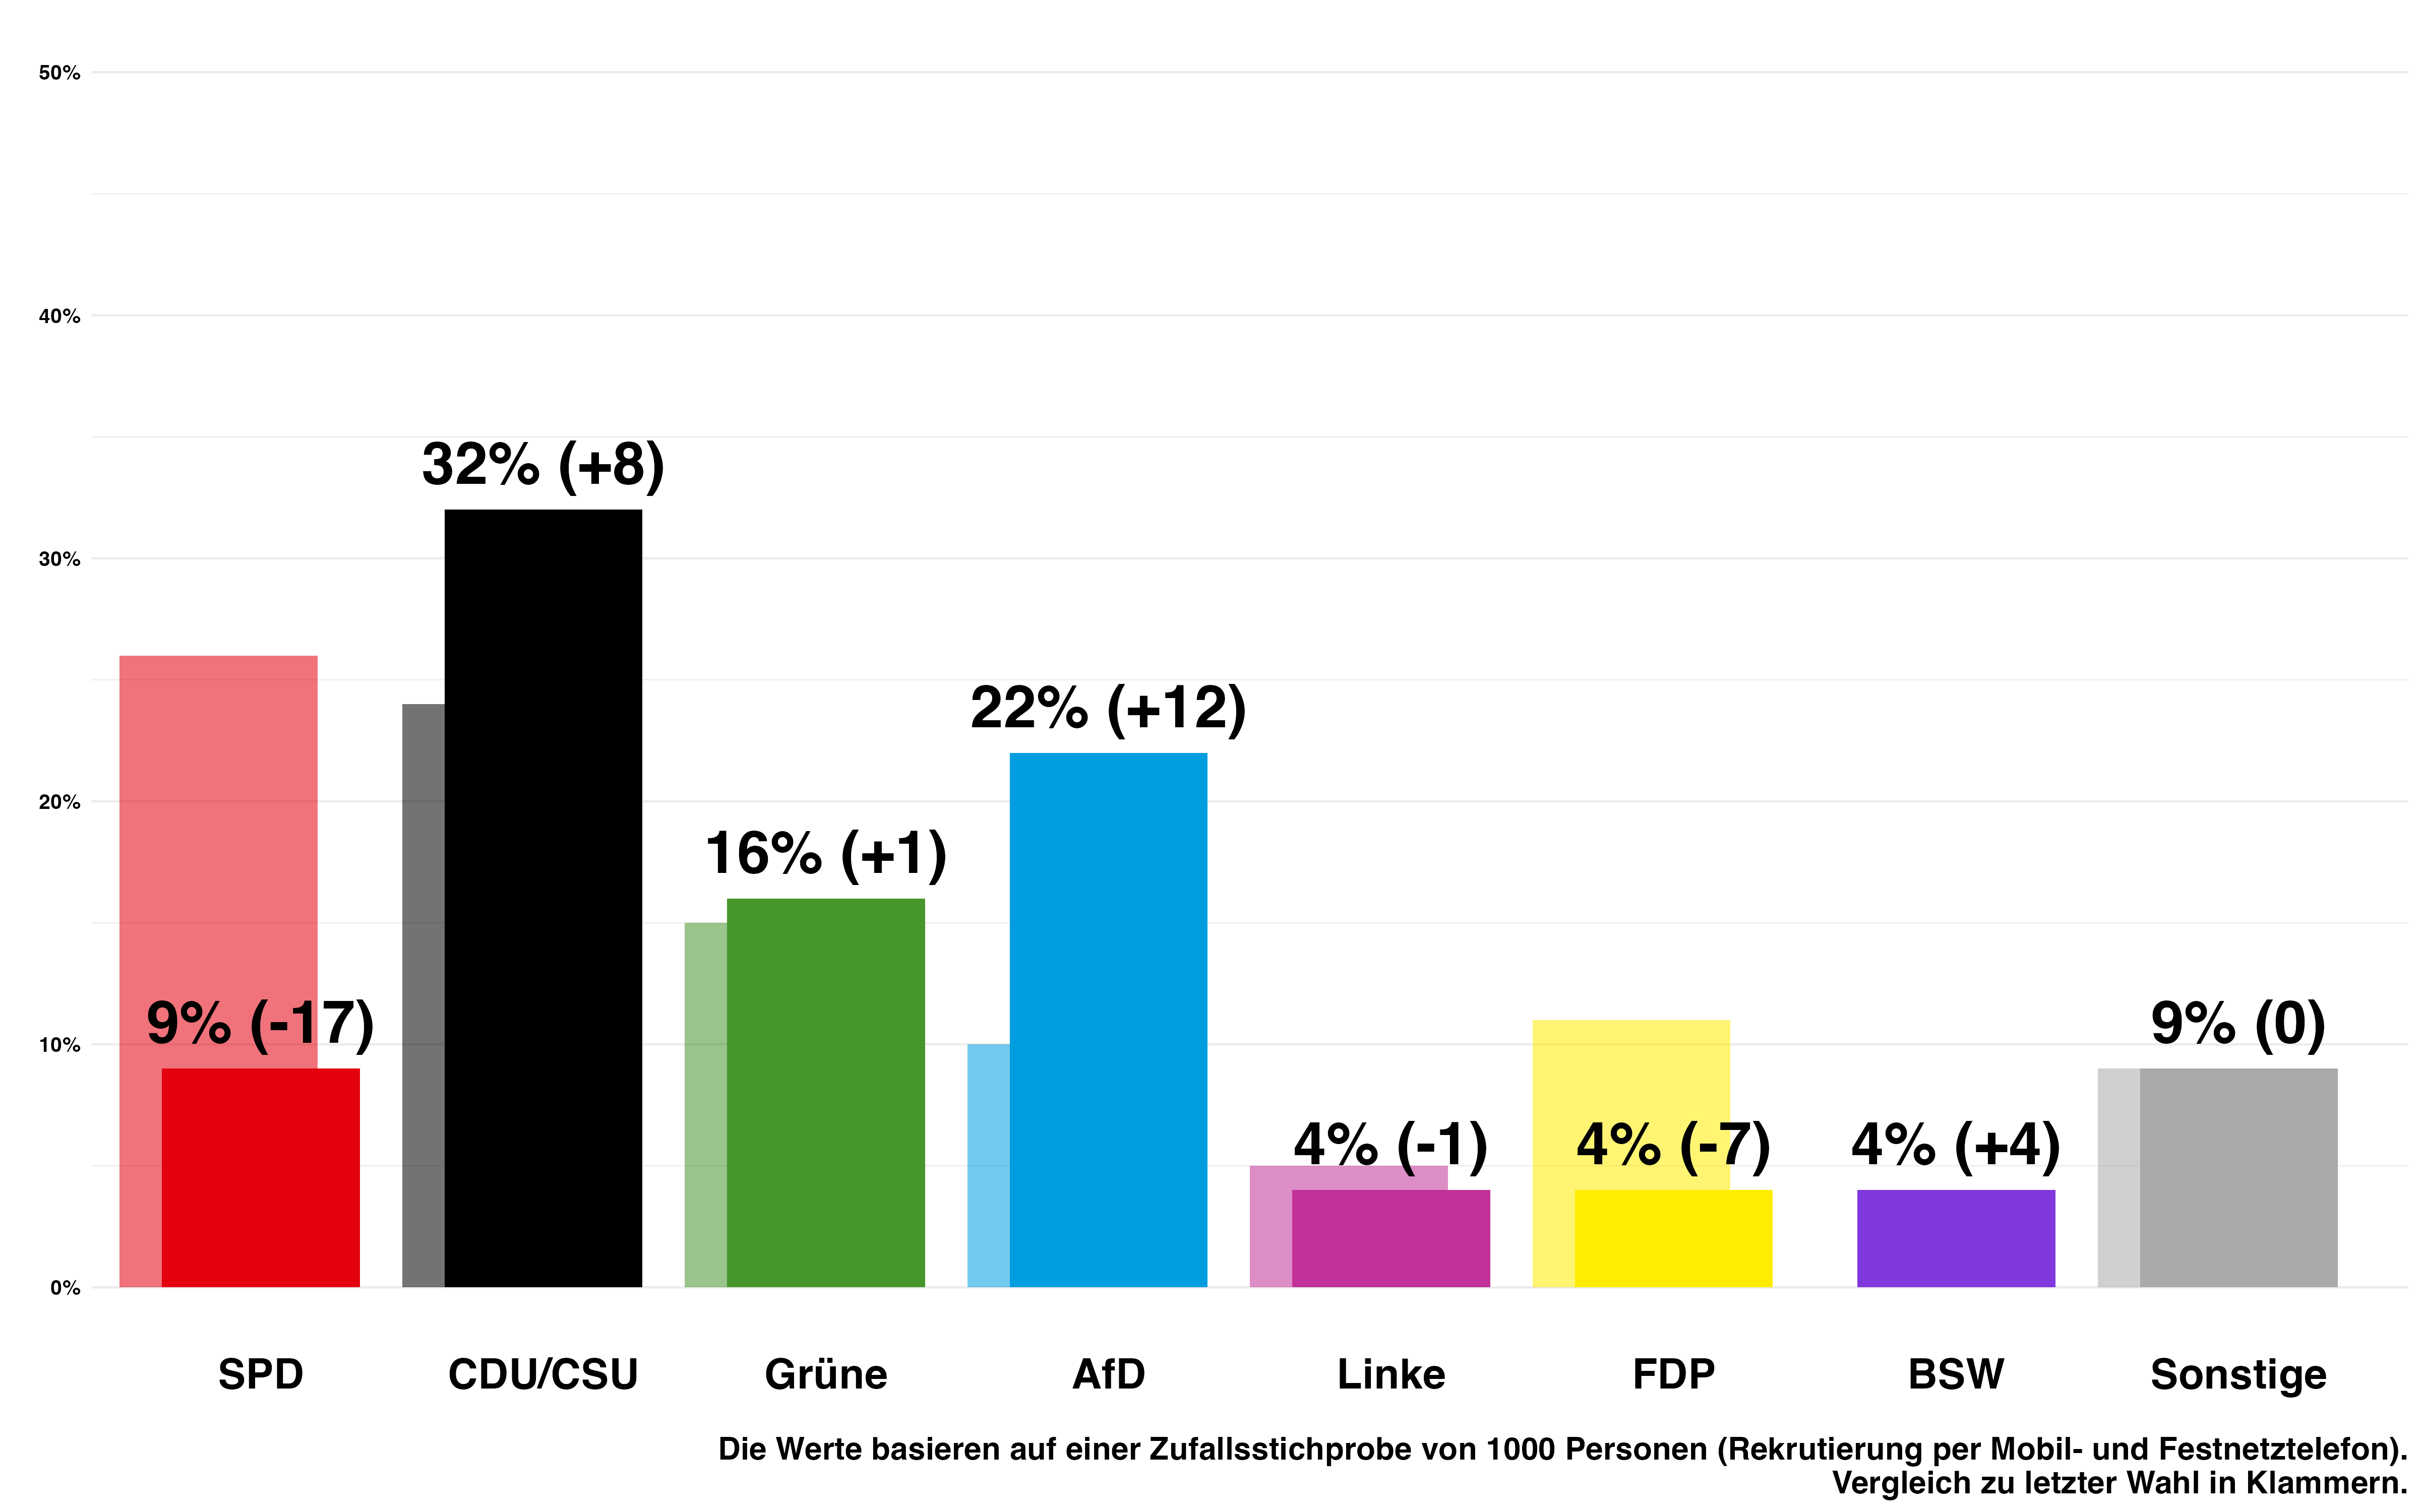 50%
40%
30%
20%
10%
0%
9% (-17)
32% (+8)
16% (+1)
22% (+12)
4% (-1)
4% (-7)
4% (+4)
9% (0)
SPD
CDU/CSU
Grüne
AfD
Linke
FDP
BSW
Sonstige
Die Werte basieren auf einer Zufallsstichprobe von 1000 Personen (Rekrutierung per Mobil- und Festnetztelefon).
Vergleich zu letzter Wahl in Klammern.